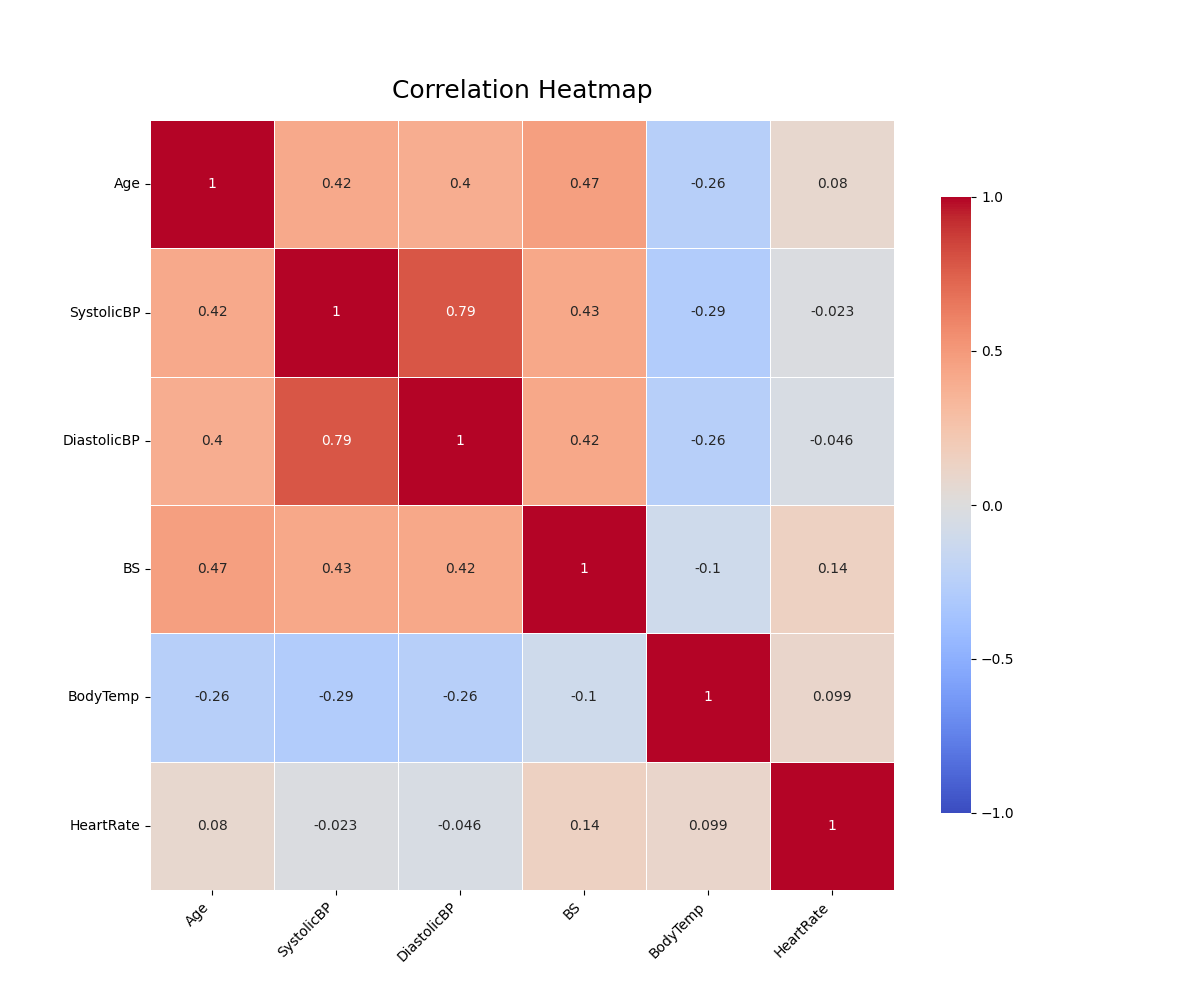 Correlation Heatmap
Age 1 0.42 0.4 0.47 -0.26 0.08
SystolicBP 0.42 1 0.79 0.43 -0.29 -0.023
DiastolicBP 0.4 0.79 1 0.42 -0.26 -0.046
BS 0.47 0.43 0.42 1 -0.1 0.14
BodyTemp -0.26 -0.29 -0.26 -0.1 1 0.099
HeartRate 0.08 -0.023 -0.046 0.14 0.099 1
Age SystolicBP DiastolicBP BS BodyTemp HeartRate
1.0
0.5
0.0
−0.5
−1.0